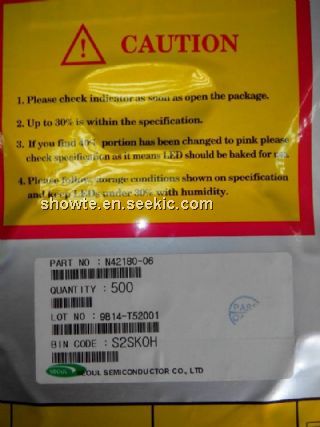 CAUTION
1. Please check indicator as soon as open the package.
2. Up to 30% is within the specification.
3. If you find 40% portion has been changed to pink please
check specification as it means LED should be baked for
4. Please follow storage conditions shown on specification
and keep LEDs under 30% with humidity.
showte.en.seekic.com
PART NO : N42180-06
QUANTITY : 500
LOT NO : 9B14-T52001
BIN CODE : S2SK0H
SEOUL SEMICONDUCTOR CO., LTD